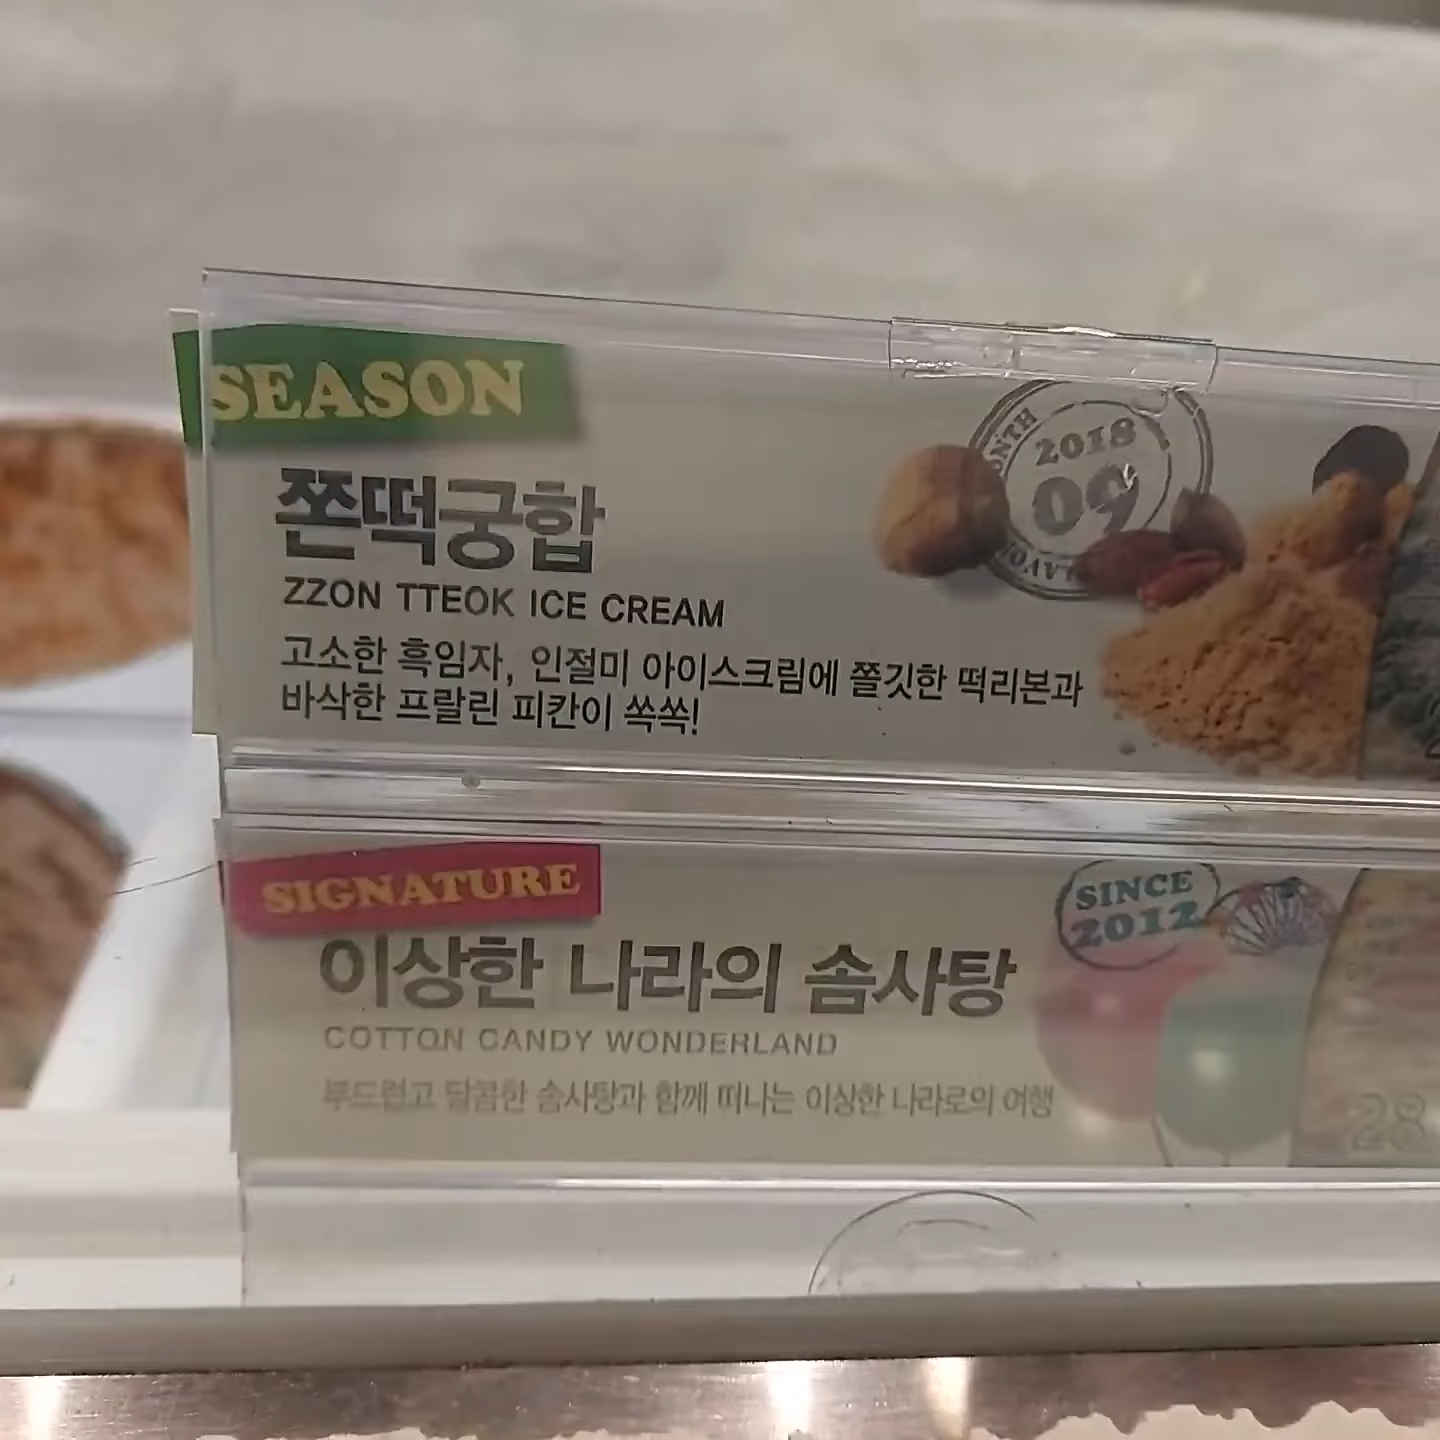 SEASON
쫀떡궁합
ZZON TTEOK ICE CREAM
고소한 흑임자, 인절미 아이스크림에 쫄깃한 떡리본과
바삭한 프랄린 피칸이 쏙쏙!
2018
09
SIGNATURE
이상한 나라의 솜사탕
COTTON CANDY WONDERLAND
부드럽고 달콤한 솜사탕과 함께 떠나는 이상한 나라로의 여행
SINCE
2012
28